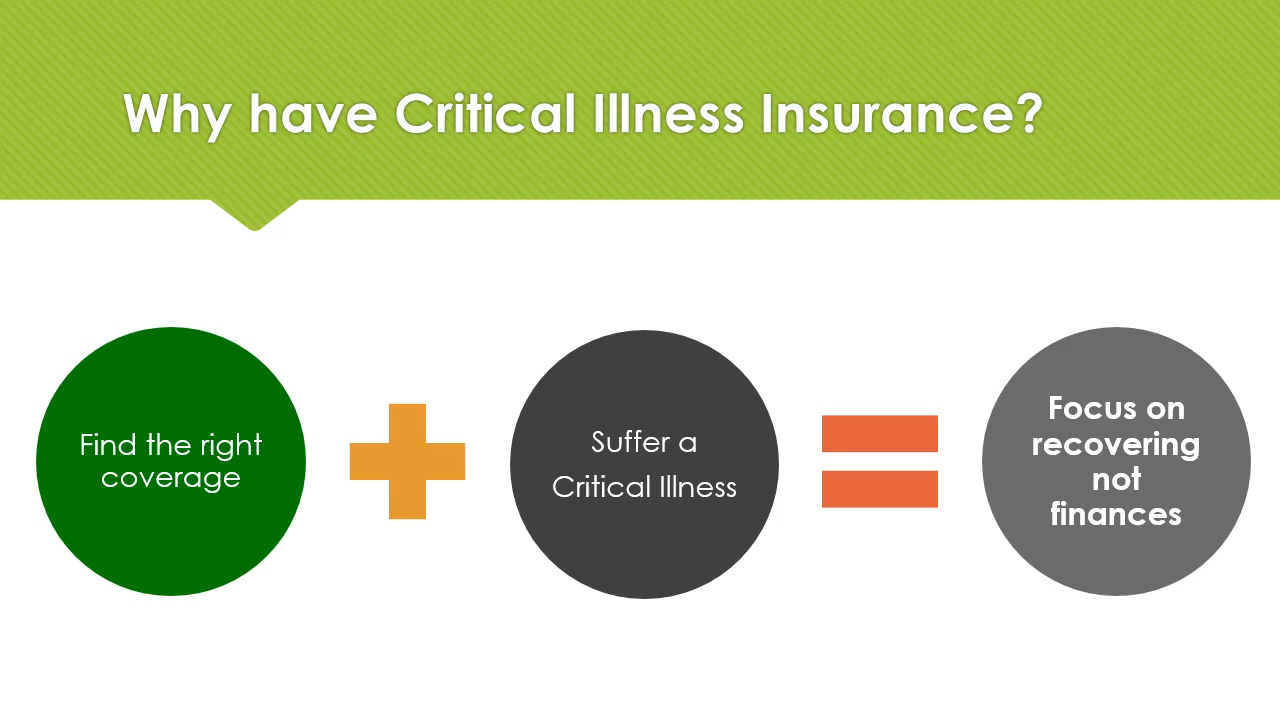 Why have Critical Illness Insurance?
Find the right
coverage
Suffer a
Critical Illness
Focus on
recovering
not
finances